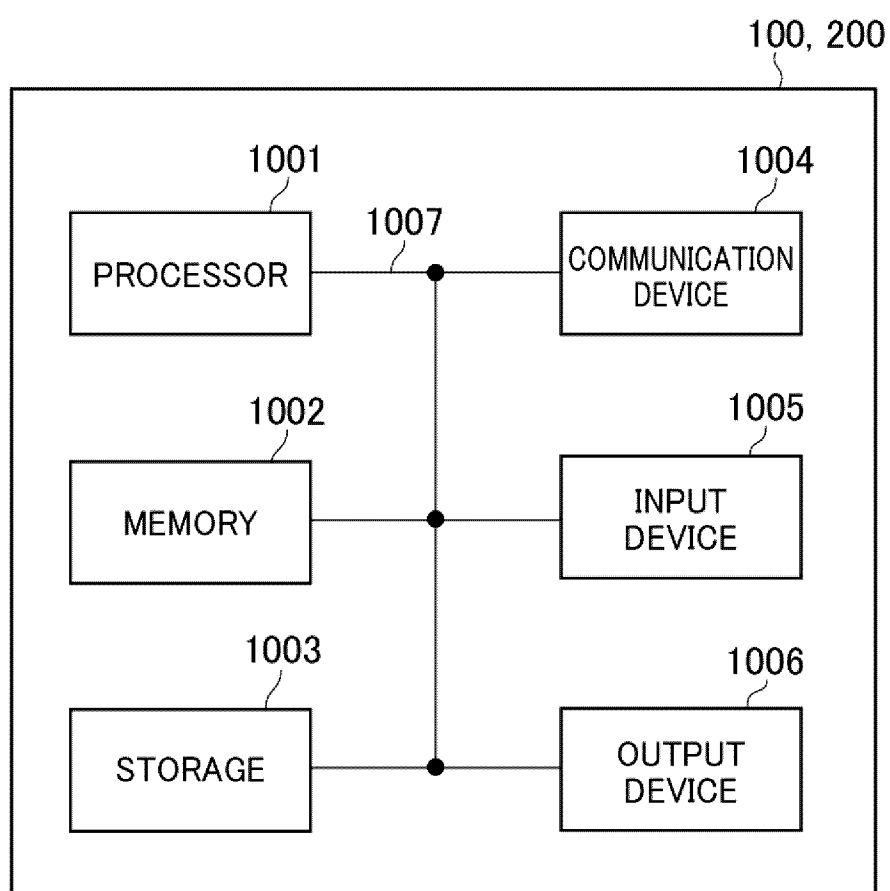 100, 200
1001
1004
1007
PROCESSOR
COMMUNICATION
DEVICE
1002
1005
MEMORY
INPUT
DEVICE
1003
1006
STORAGE
OUTPUT
DEVICE